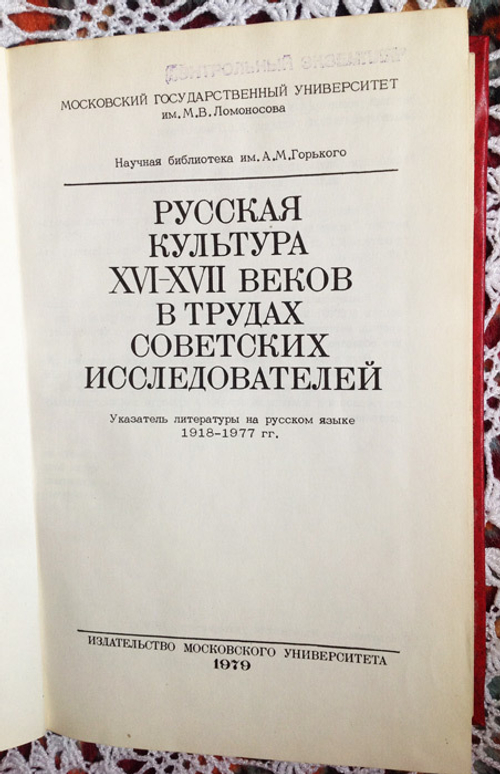 МОСКОВСКИЙ ГОСУДАРСТВЕННЫЙ УНИВЕРСИТЕТ
им. М.В. Ломоносова
Научная библиотека им. А.М.Горького
РУССКАЯ
КУЛЬТУРА
XVI-XVII ВЕКОВ
В ТРУДАХ
СОВЕТСКИХ
ИССЛЕДОВАТЕЛЕЙ
Указатель литературы на русском языке
1918-1977 гг.
ИЗДАТЕЛЬСТВО МОСКОВСКОГО УНИВЕРСИТЕТА
1979